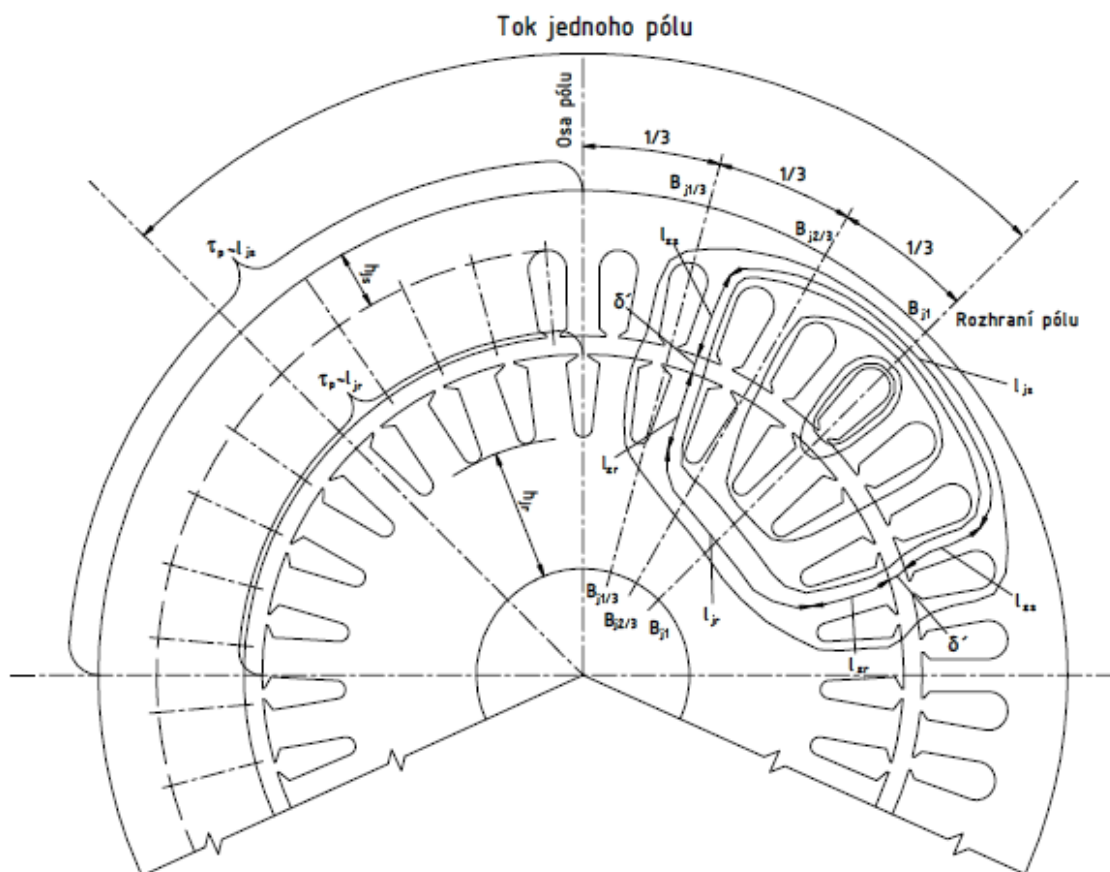 Tok jednoho pólu
Osa pólu
1/3
1/3
1/3
B_j1/3
B_j2/3
B_j1
Rozhraní pólu
l_zs
δ´
l_js
τ_p~l_js
h_js
τ_p~l_jr
l_zr
h_jr
B_j1/3
B_j2/3
B_j1
l_jr
l_zr
l_zs
δ´